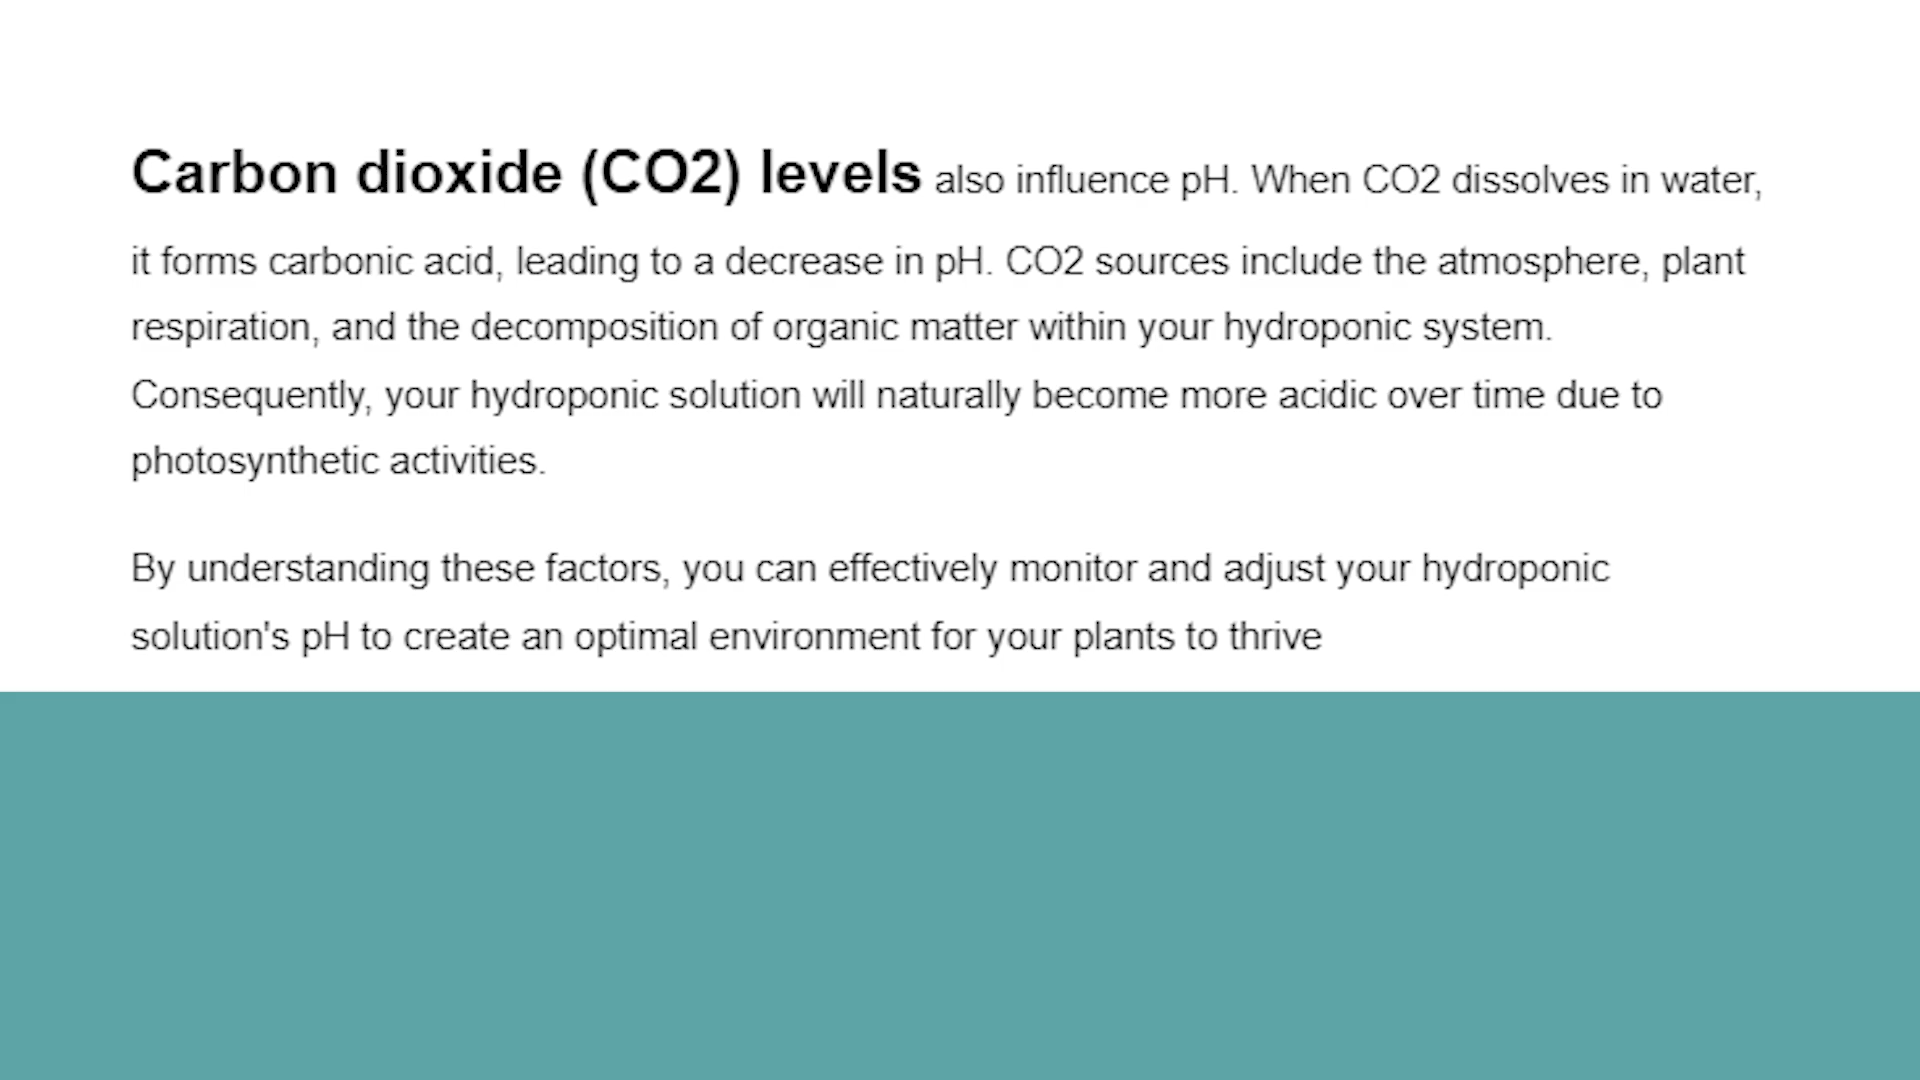 Carbon dioxide (CO2) levels also influence pH. When CO2 dissolves in water,
it forms carbonic acid, leading to a decrease in pH. CO2 sources include the atmosphere, plant
respiration, and the decomposition of organic matter within your hydroponic system.
Consequently, your hydroponic solution will naturally become more acidic over time due to
photosynthetic activities.
By understanding these factors, you can effectively monitor and adjust your hydroponic
solution's pH to create an optimal environment for your plants to thrive